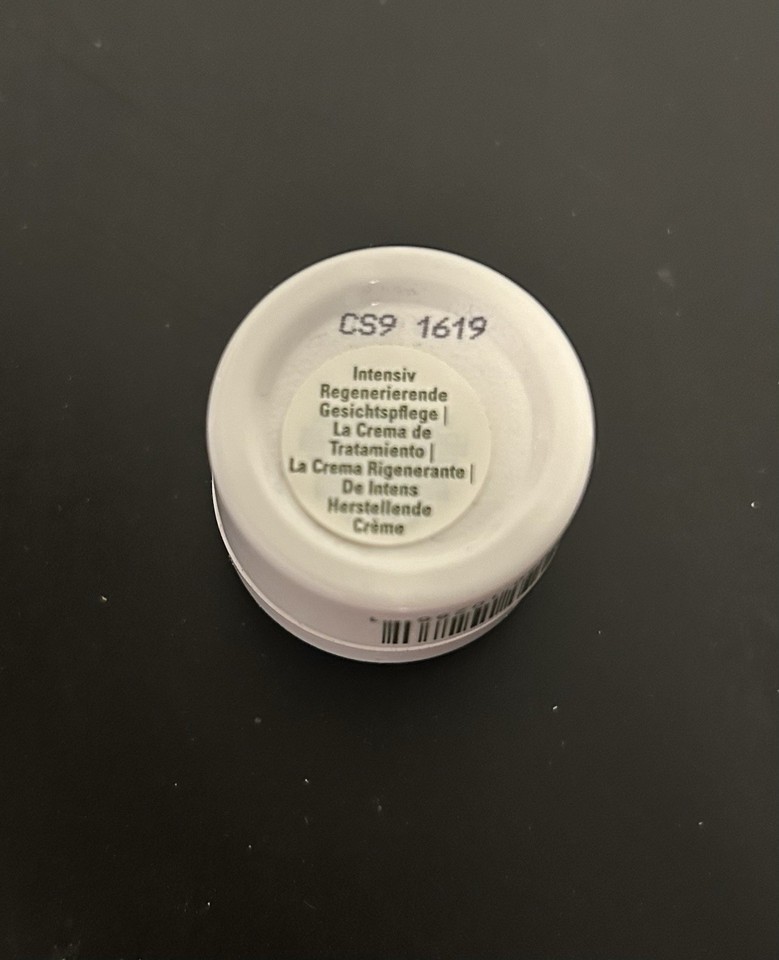 CS9 1619
Intensiv
Regenerierende
Gesichtspflege |
La Crema de
Tratamiento |
La Crema Rigenerante |
De Intens
Herstellende
Crème